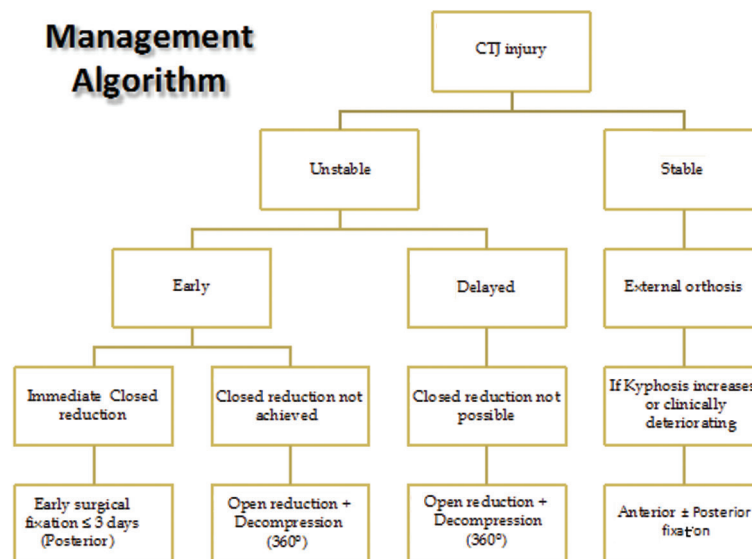 Management
Algorithm
CTJ injury
Unstable
Stable
Early
Delayed
External orthosis
Immediate Closed
reduction
Closed reduction not
achieved
Closed reduction not
possible
If Kyphosis increases
or clinically
deteriorating
Early surgical
fixation ≤ 3 days
(Posterior)
Open reduction +
Decompression
(360°)
Open reduction +
Decompression
(360°)
Anterior ± Posterior
fixation